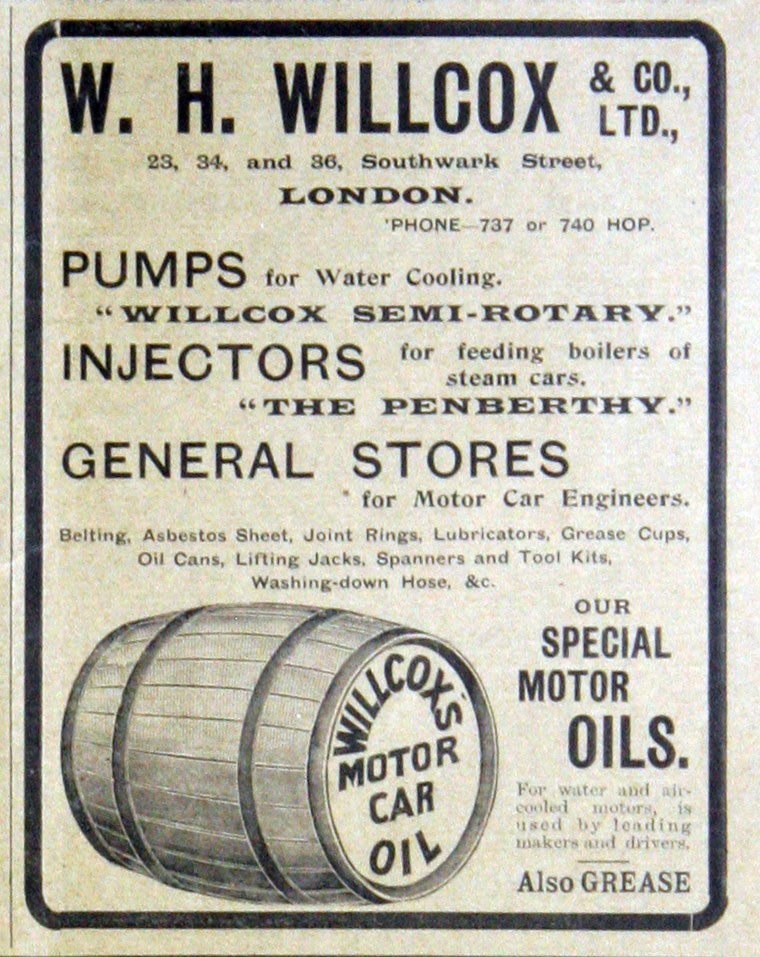 W. H. WILLCOX & CO., LTD.,
23, 34, and 36, Southwark Street,
LONDON.
'PHONE—737 or 740 HOP.
PUMPS for Water Cooling.
"WILLCOX SEMI-ROTARY."
INJECTORS for feeding boilers of steam cars.
"THE PENBERTHY."
GENERAL STORES
for Motor Car Engineers.
Belting, Asbestos Sheet, Joint Rings, Lubricators, Grease Cups,
Oil Cans, Lifting Jacks, Spanners and Tool Kits,
Washing-down Hose, &c.
WILLCOX'S
MOTOR
CAR
OIL
OUR
SPECIAL
MOTOR
OILS.
For water and air-
cooled motors, is
used by leading
makers and drivers.
Also GREASE